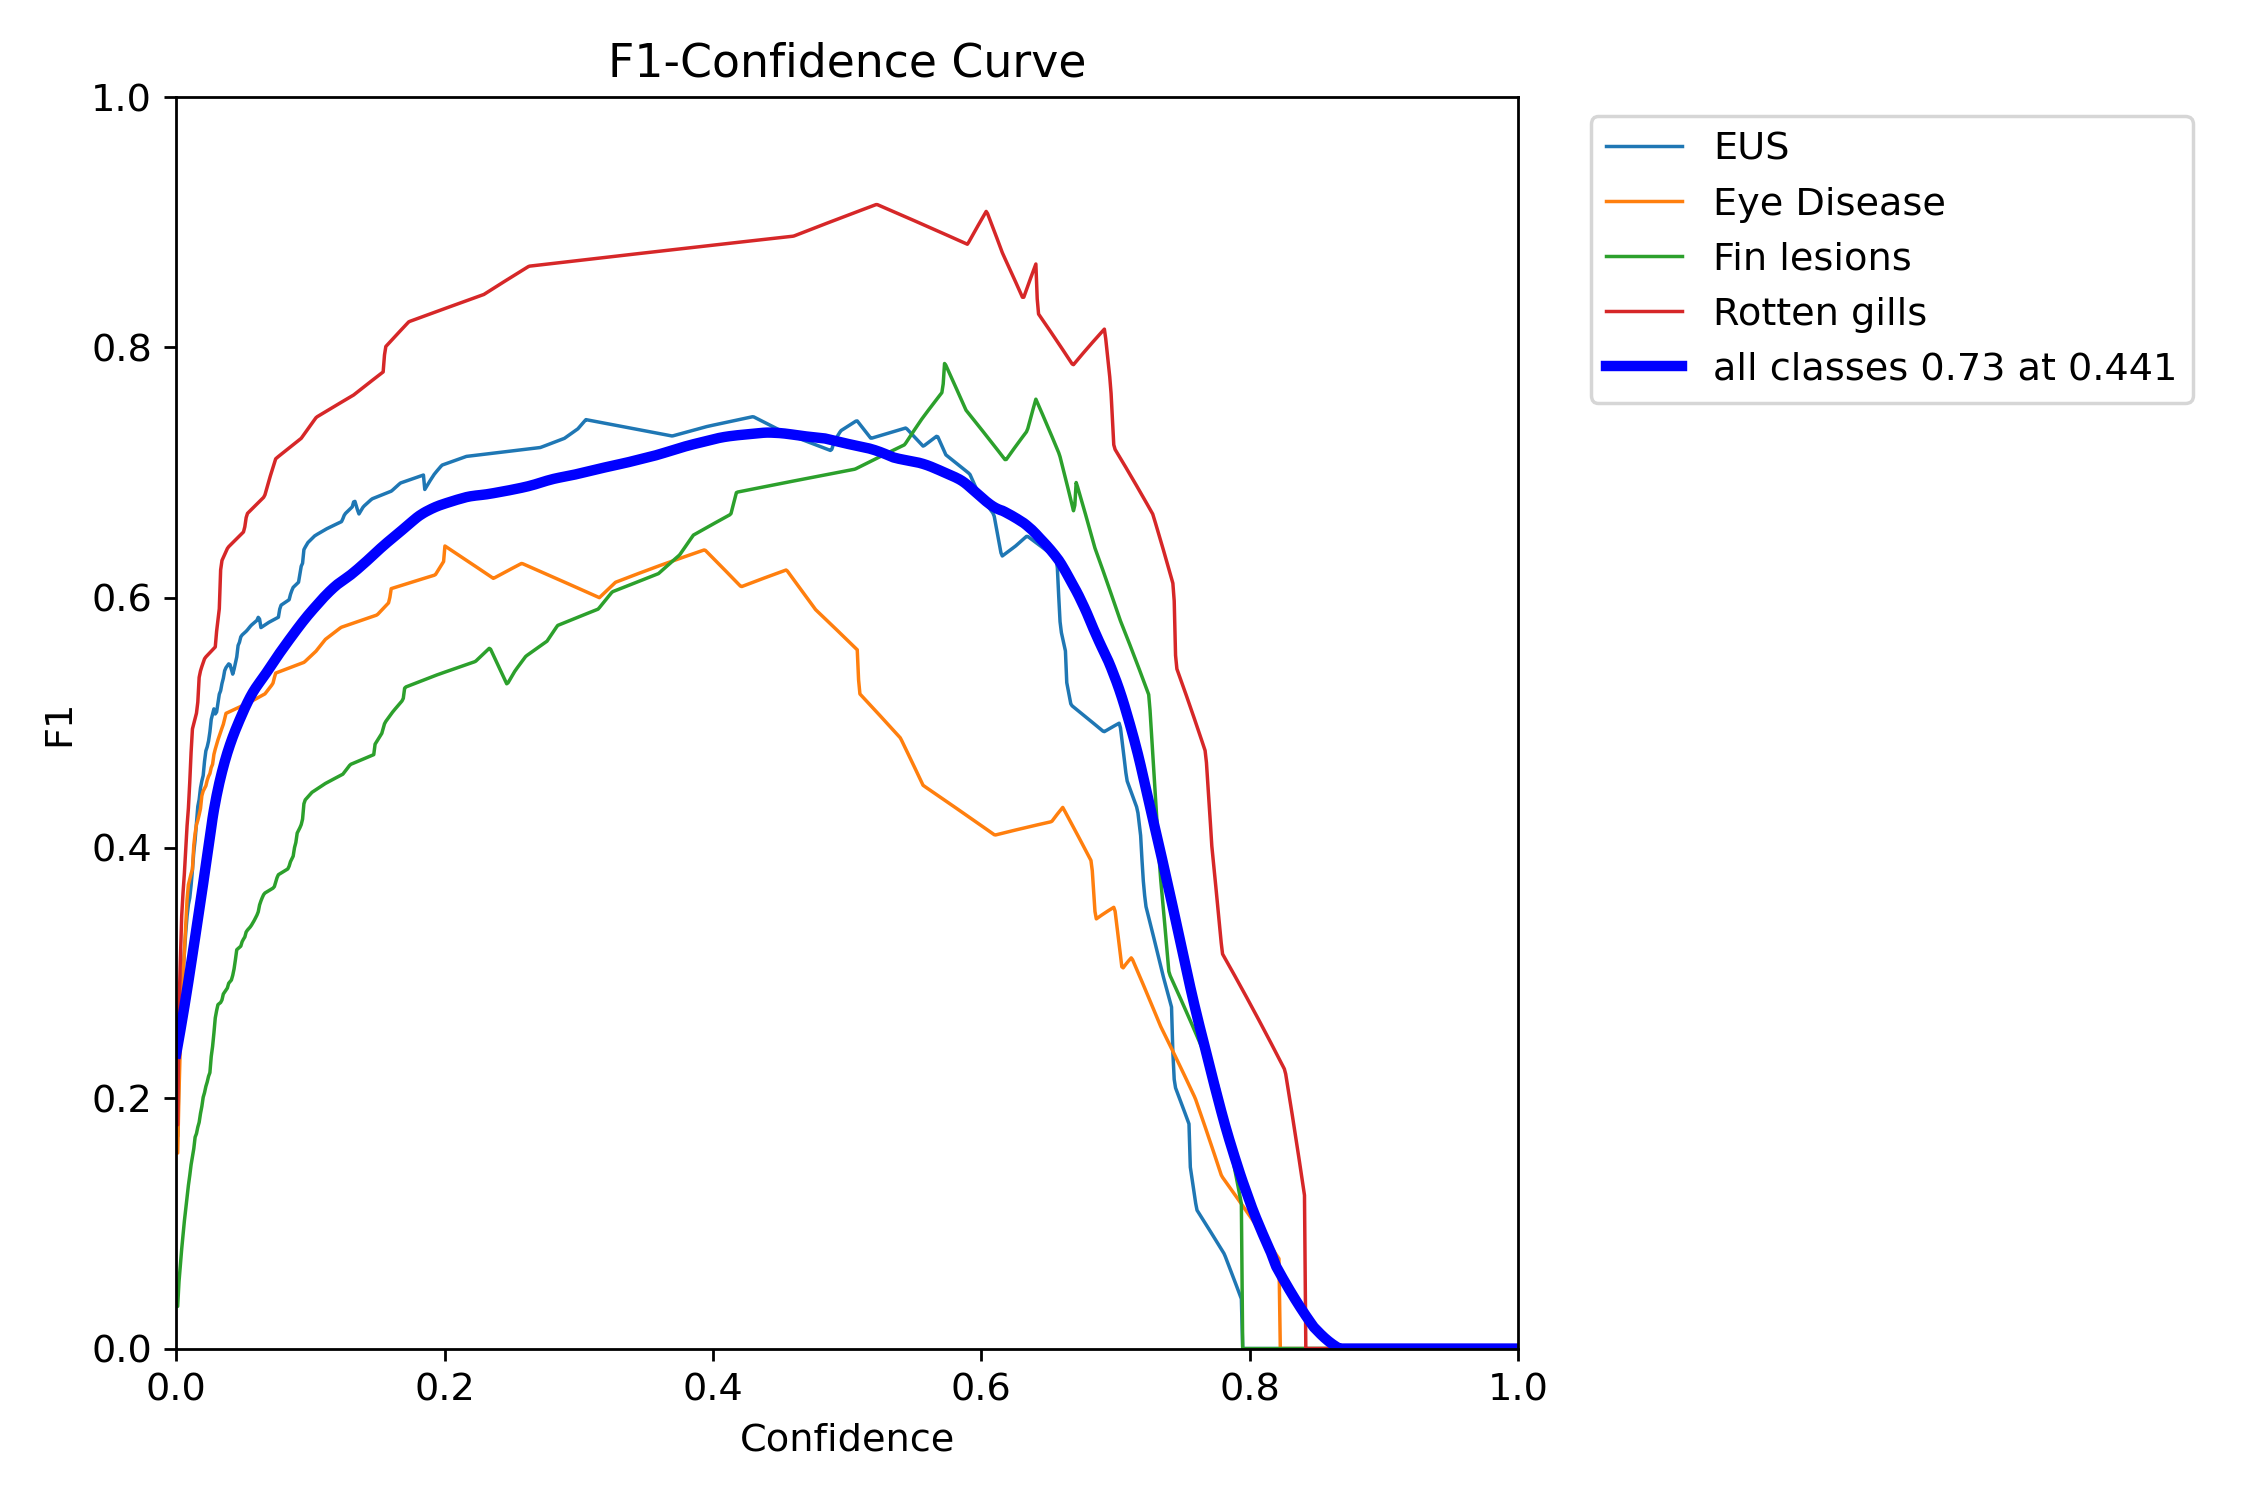 F1-Confidence Curve
1.0
0.8
0.6
0.4
0.2
0.0
F1
0.0 0.2 0.4 0.6 0.8 1.0
Confidence
EUS
Eye Disease
Fin lesions
Rotten gills
all classes 0.73 at 0.441